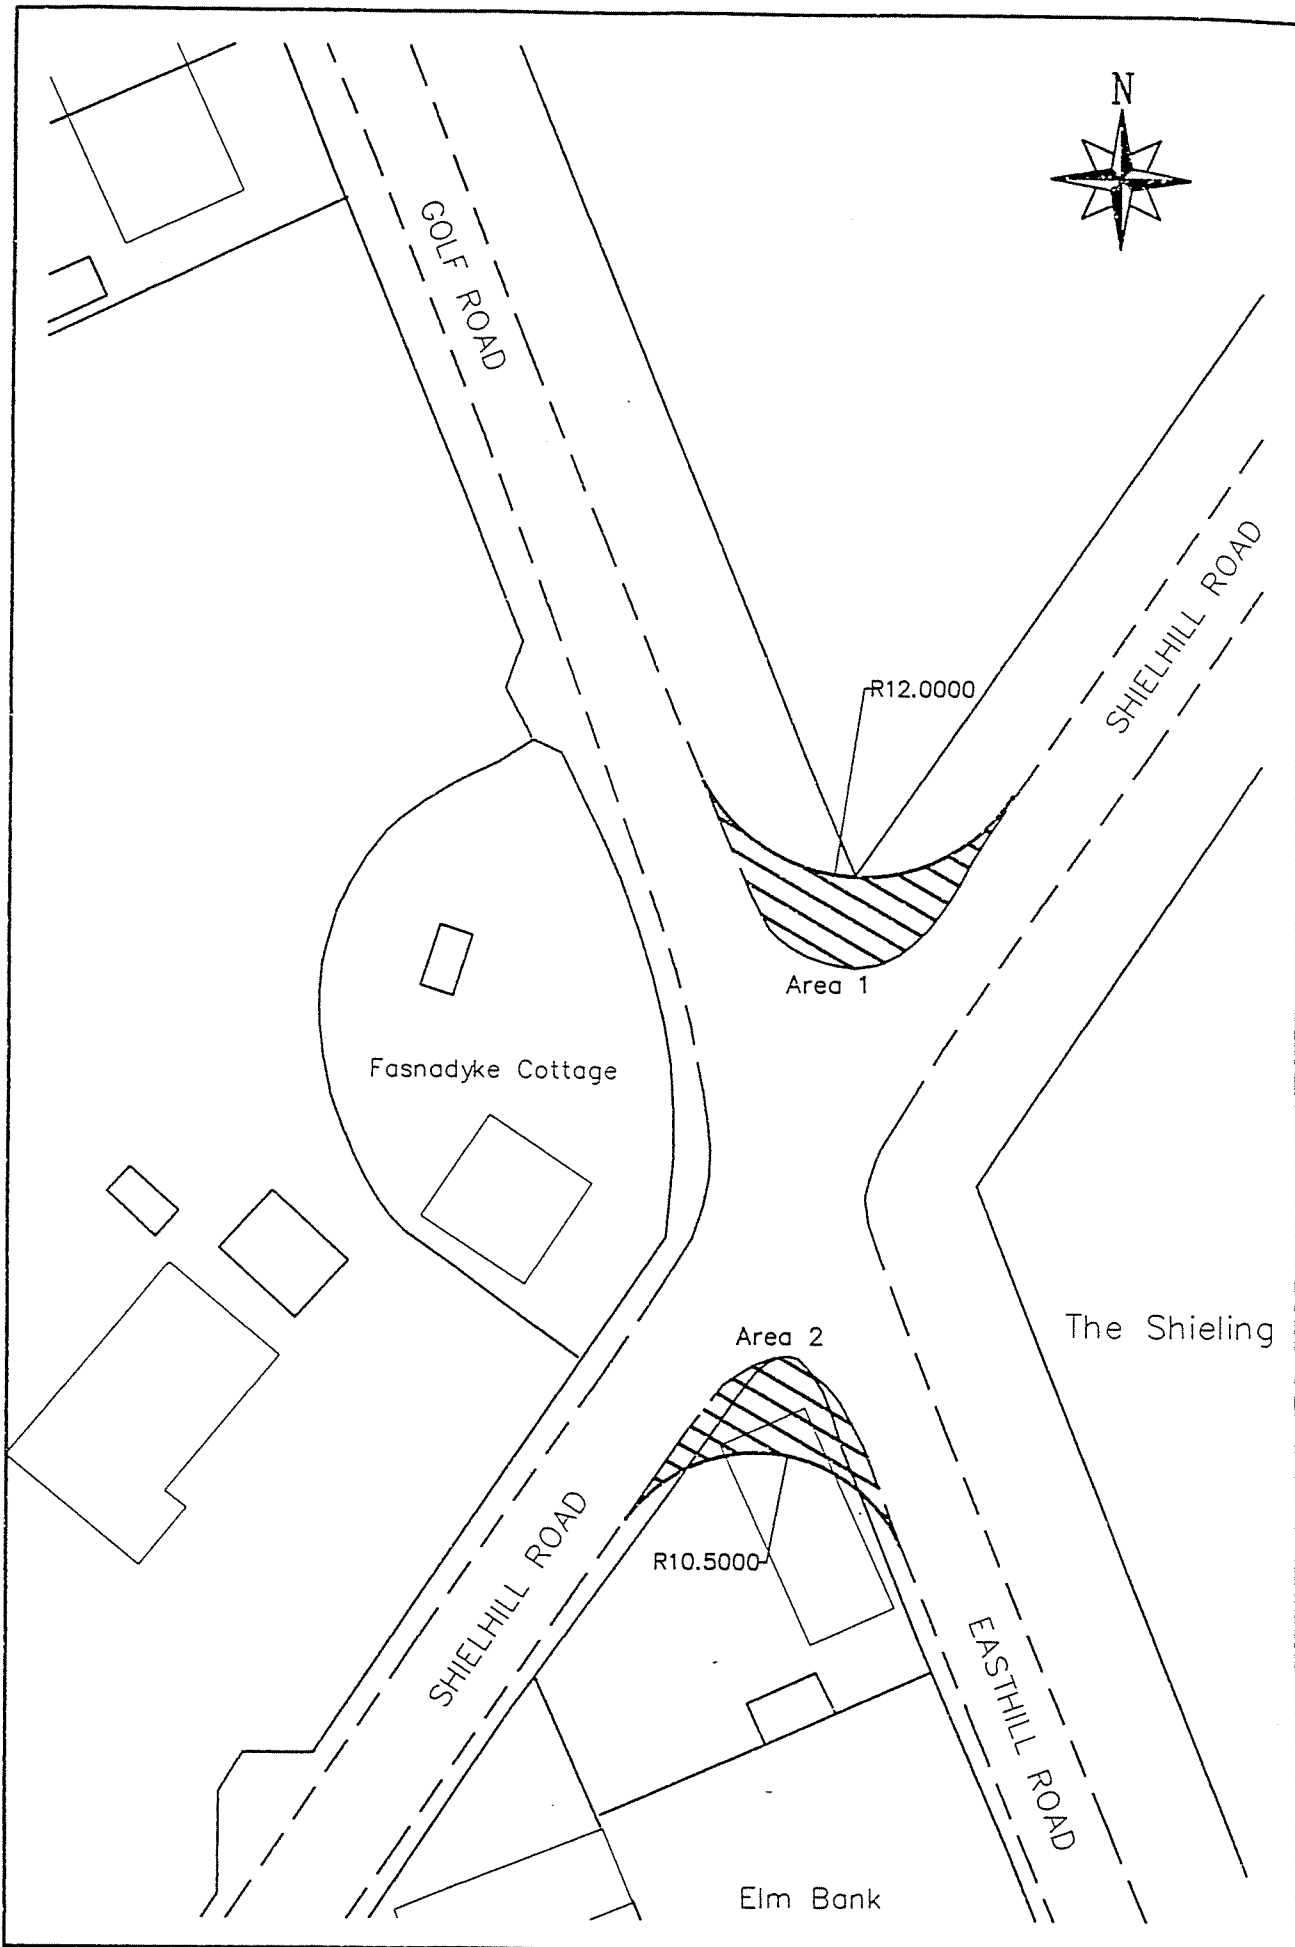 N
GOLF ROAD
SHIELHILL ROAD
R12.0000
Area 1
Fasnadyke Cottage
The Shieling
Area 2
R10.5000
SHIELHILL ROAD
EASTHILL ROAD
Elm Bank